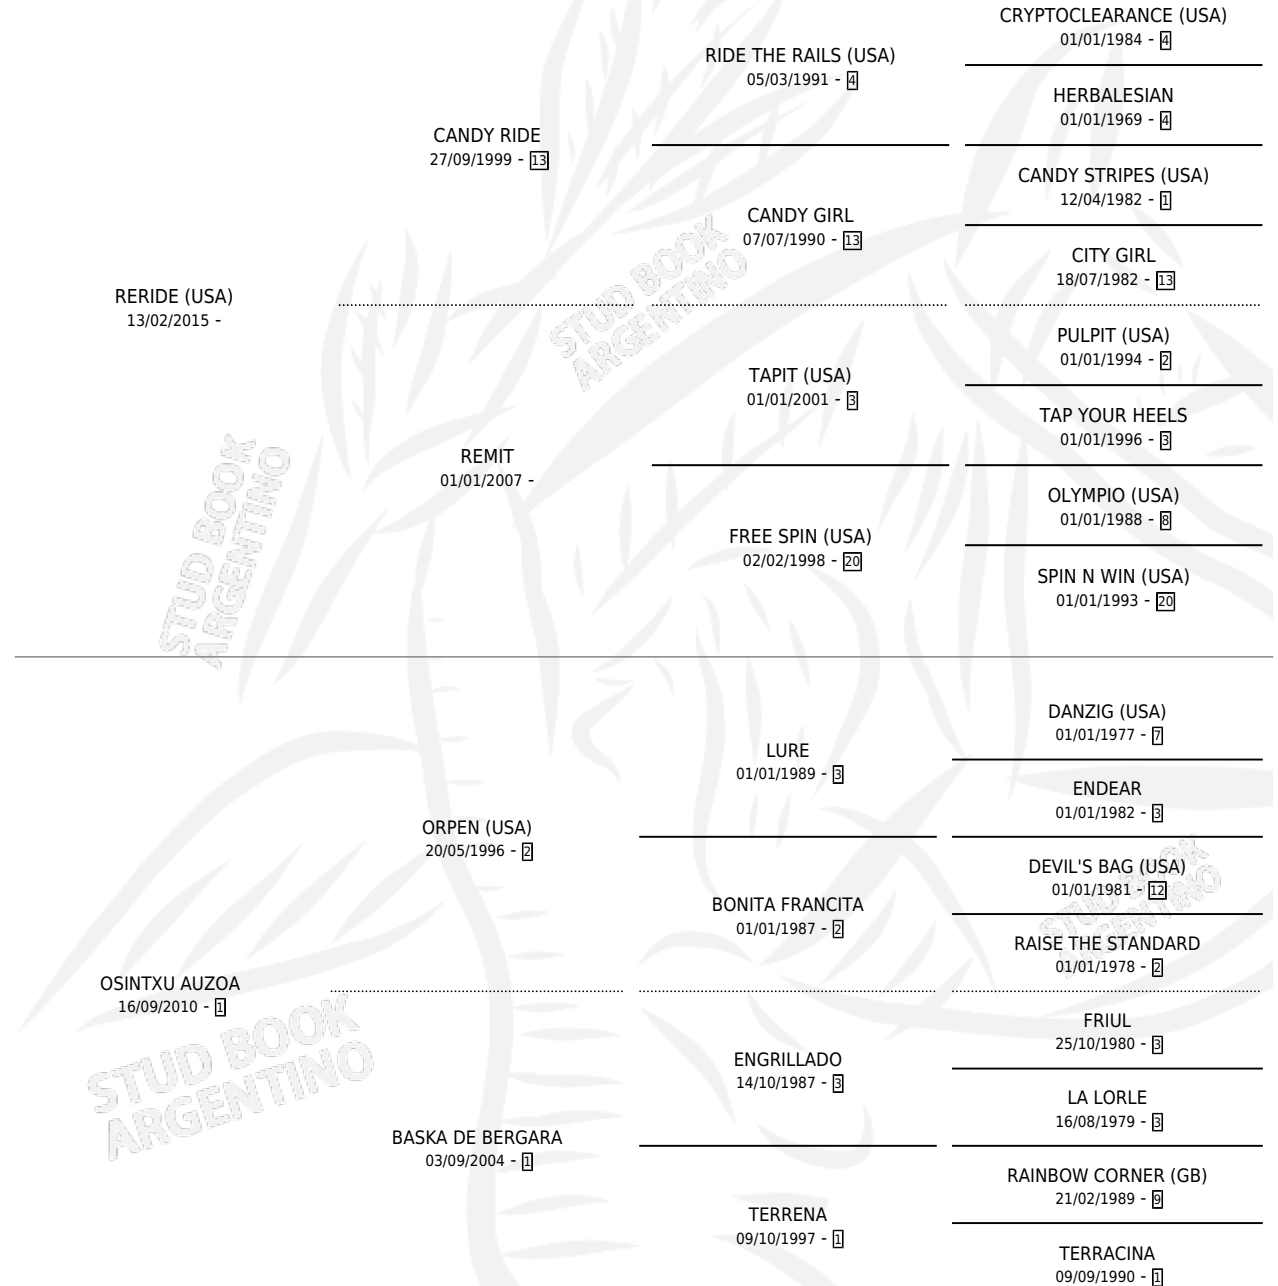 CRYPTOCLEARANCE (USA)
01/01/1984 - 4
RIDE THE RAILS (USA)
05/03/1991 - 4
HERBALESIAN
01/01/1969 - 4
CANDY RIDE
27/09/1999 - 13
CANDY STRIPES (USA)
12/04/1982 - 1
CANDY GIRL
07/07/1990 - 13
CITY GIRL
18/07/1982 - 13
RERIDE (USA)
13/02/2015 -
STUD BOOK
ARGENTINO
PULPIT (USA)
01/01/1994 - 2
TAPIT (USA)
01/01/2001 - 3
TAP YOUR HEELS
01/01/1996 - 3
REMIT
01/01/2007 -
OLYMPIO (USA)
01/01/1988 - 8
FREE SPIN (USA)
02/02/1998 - 20
SPIN N WIN (USA)
01/01/1993 - 20
STUD BOOK
ARGENTINO
DANZIG (USA)
01/01/1977 - 7
LURE
01/01/1989 - 3
ENDEAR
01/01/1982 - 3
ORPEN (USA)
20/05/1996 - 2
DEVIL'S BAG (USA)
01/01/1981 - 12
BONITA FRANCITA
01/01/1987 - 2
RAISE THE STANDARD
01/01/1978 - 2
STUD BOOK
ARGENTINO
OSINTXU AUZOA
16/09/2010 - 1
FRIUL
25/10/1980 - 3
ENGRILLADO
14/10/1987 - 3
LA LORLE
16/08/1979 - 3
STUD BOOK
ARGENTINO
BASKA DE BERGARA
03/09/2004 - 1
RAINBOW CORNER (GB)
21/02/1989 - 9
TERRENA
09/10/1997 - 1
TERRACINA
09/09/1990 - 1